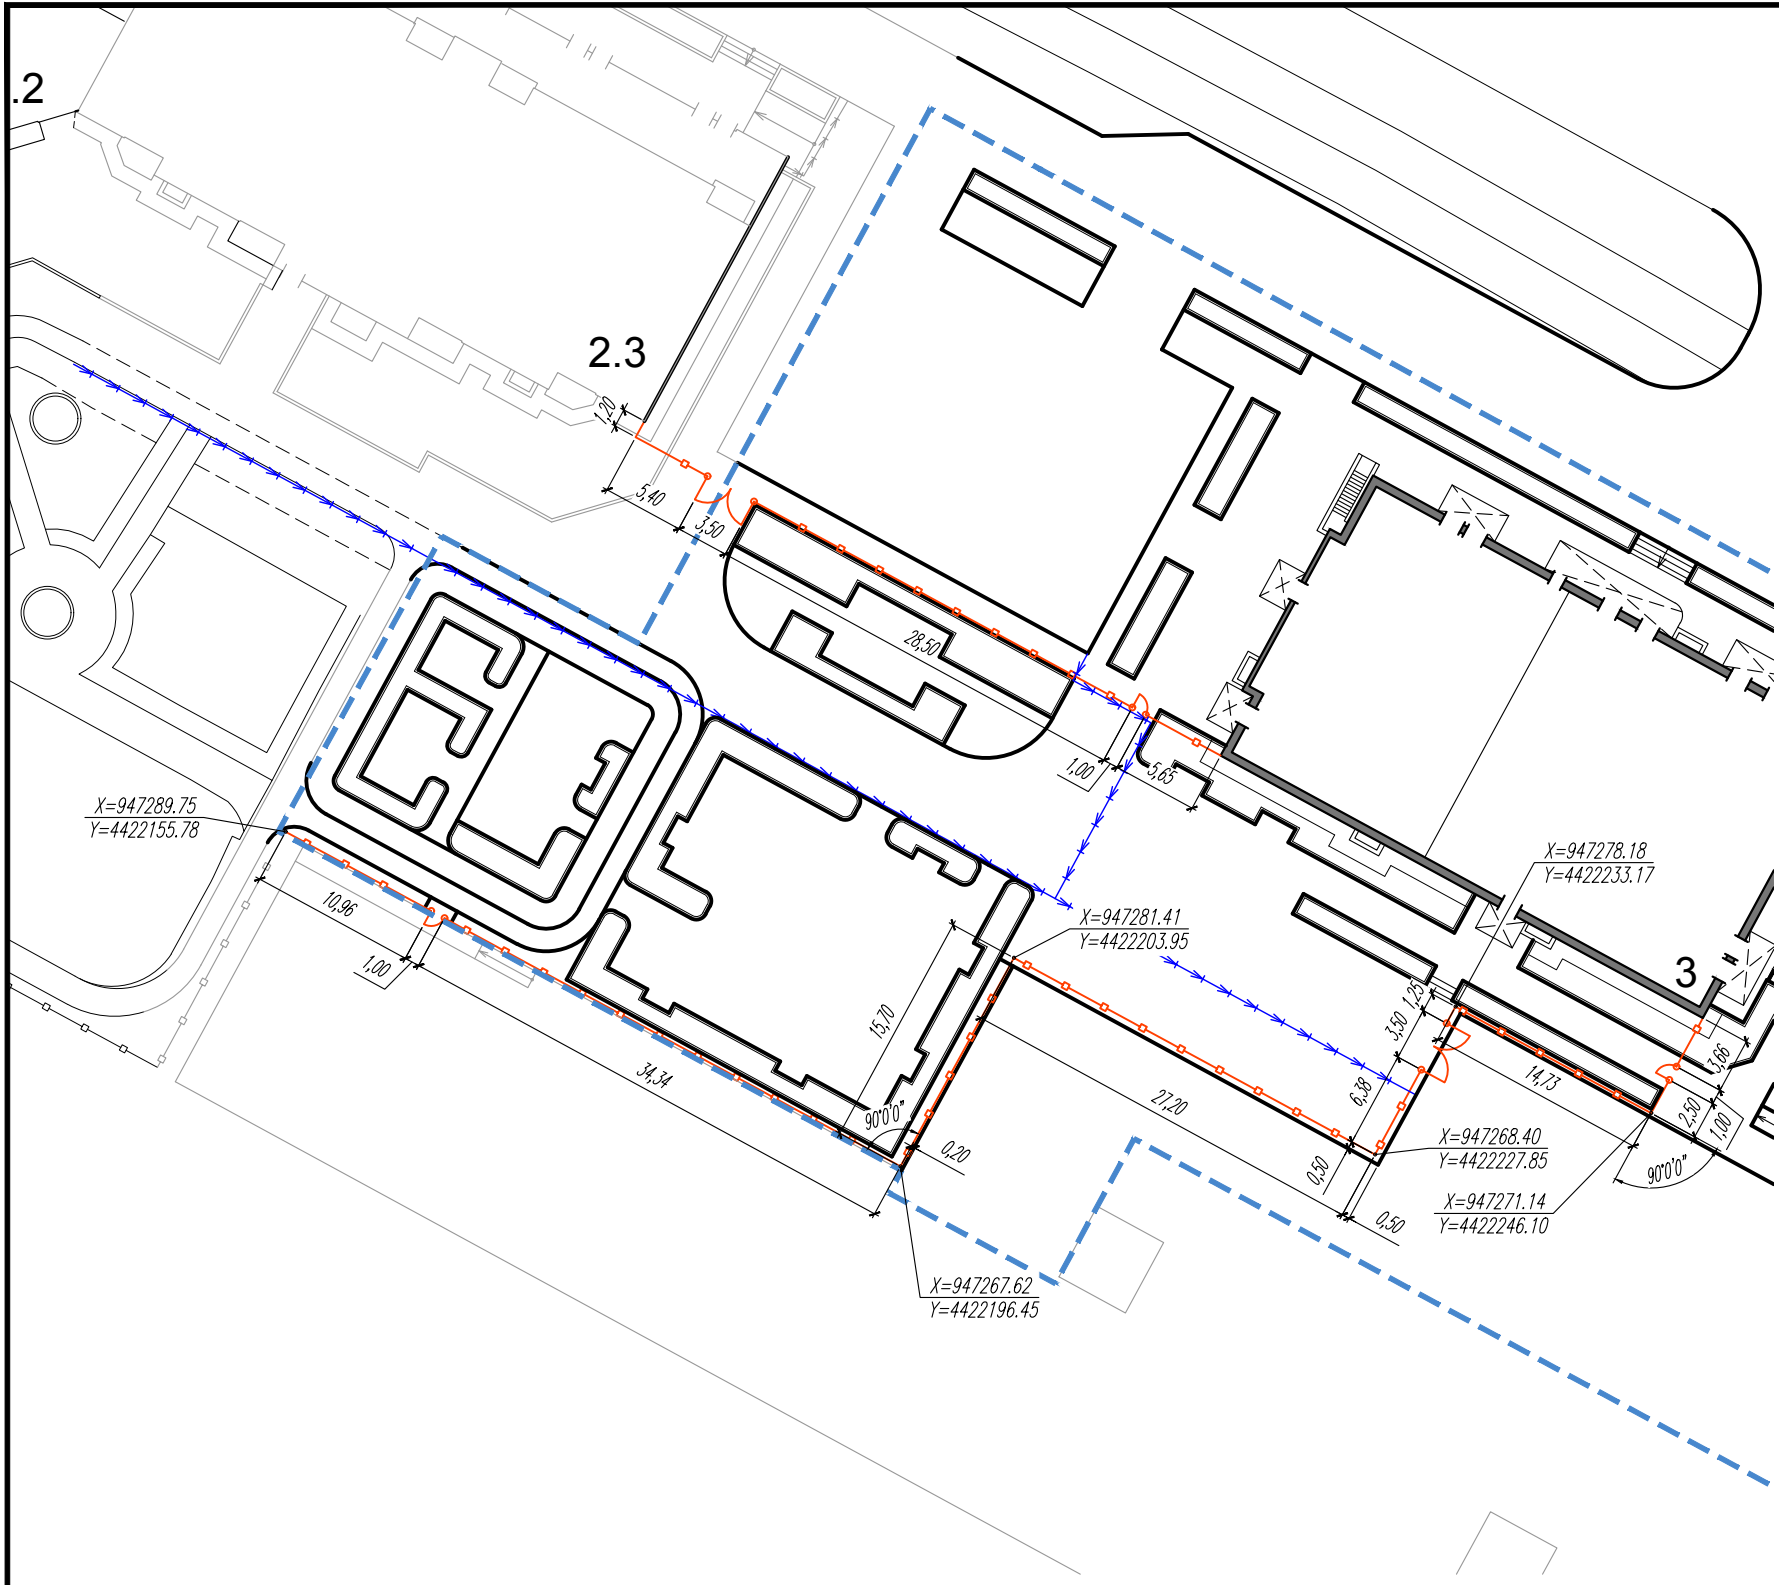 .2
2.3
1,20
5,40
3,50
28,50
1,00
5,65
X=947289.75
Y=4422155.78
X=947278.18
Y=4422233.17
10,96
1,00
X=947281.41
Y=4422203.95
3
1,25
3,50
15,70
34,34
14,73
3,66
27,20
6,38
2,50
1,00
90°0'0"
0,20
X=947268.40
Y=4422227.85
0,50
90°0'0"
X=947271.14
Y=4422246.10
0,50
X=947267.62
Y=4422196.45